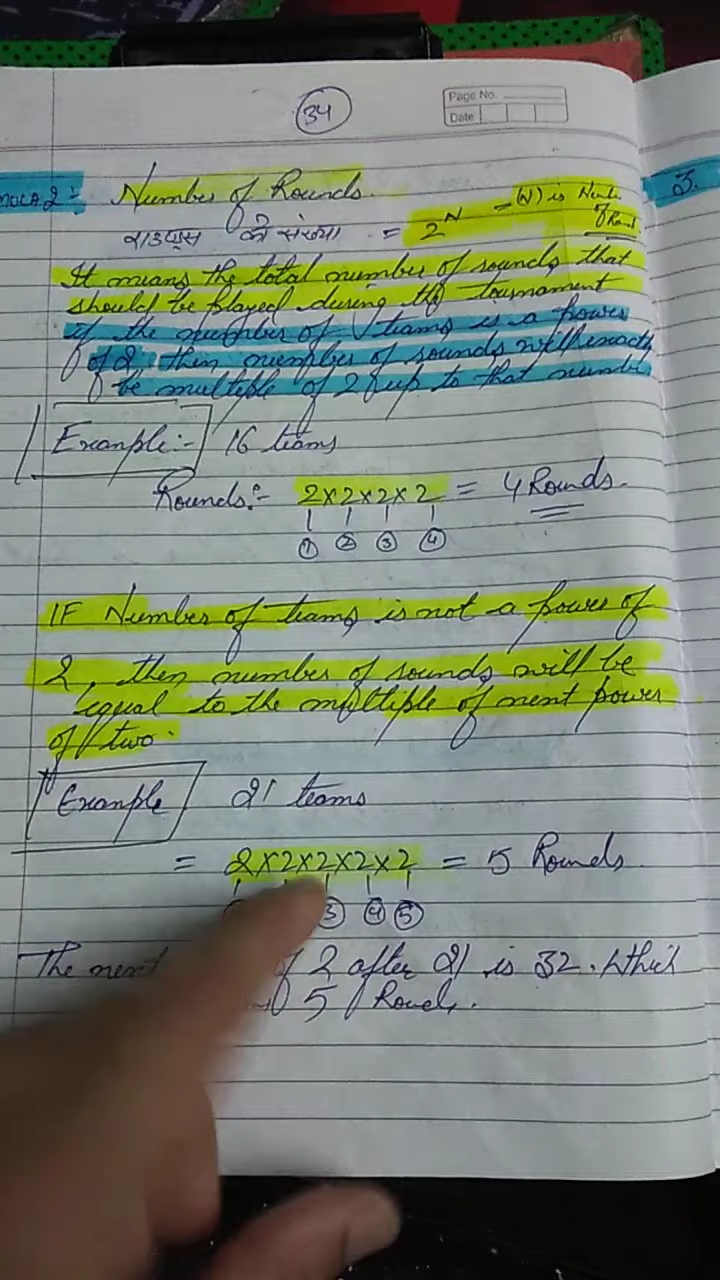 34
Page No.
Date
MULA 2:- Number of Rounds.
राउण्ड्स की संख्या = 2^N = (N) is Numbe of Round
3.
It means the total number of rounds that
should be played during the tournament
if the number of teams is a power
of 2, then number of rounds will exactly
be multiple of 2 up to that number
Example:- 16 teams
Rounds:- 2×2×2×2 = 4 Rounds.
1 2 3 4
IF Number of teams is not a power of
2, then number of rounds will be
equal to the multiple of next power
of two.
Example 21 teams
= 2×2×2×2×2 = 5 Rounds.
3 4 5
The next of 2 after 21 is 32. Which
5 Rounds.